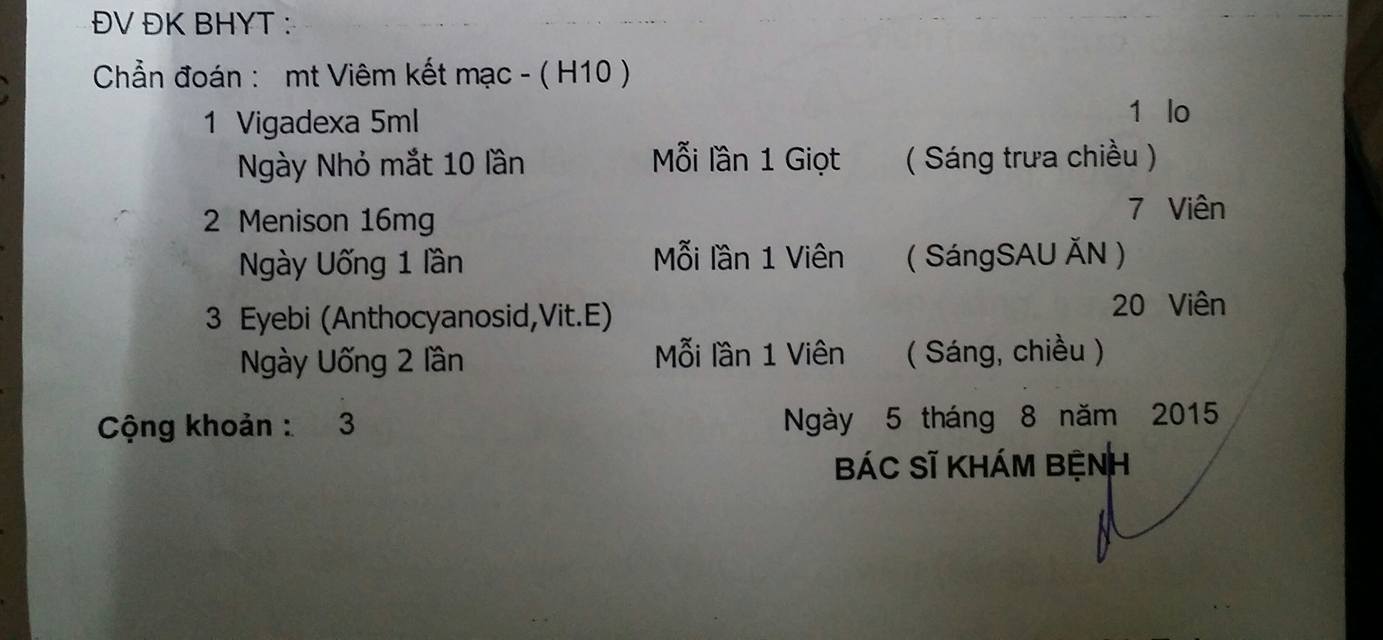 ĐV ĐK BHYT :
Chẩn đoán : mt Viêm kết mạc - ( H10 )
1 Vigadexa 5ml 1 lo
Ngày Nhỏ mắt 10 lần Mỗi lần 1 Giọt ( Sáng trưa chiều )
2 Menison 16mg 7 Viên
Ngày Uống 1 lần Mỗi lần 1 Viên ( SángSAU ĂN )
3 Eyebi (Anthocyanosid,Vit.E) 20 Viên
Ngày Uống 2 lần Mỗi lần 1 Viên ( Sáng, chiều )
Cộng khoản : 3 Ngày 5 tháng 8 năm 2015
BÁC SĨ KHÁM BỆNH